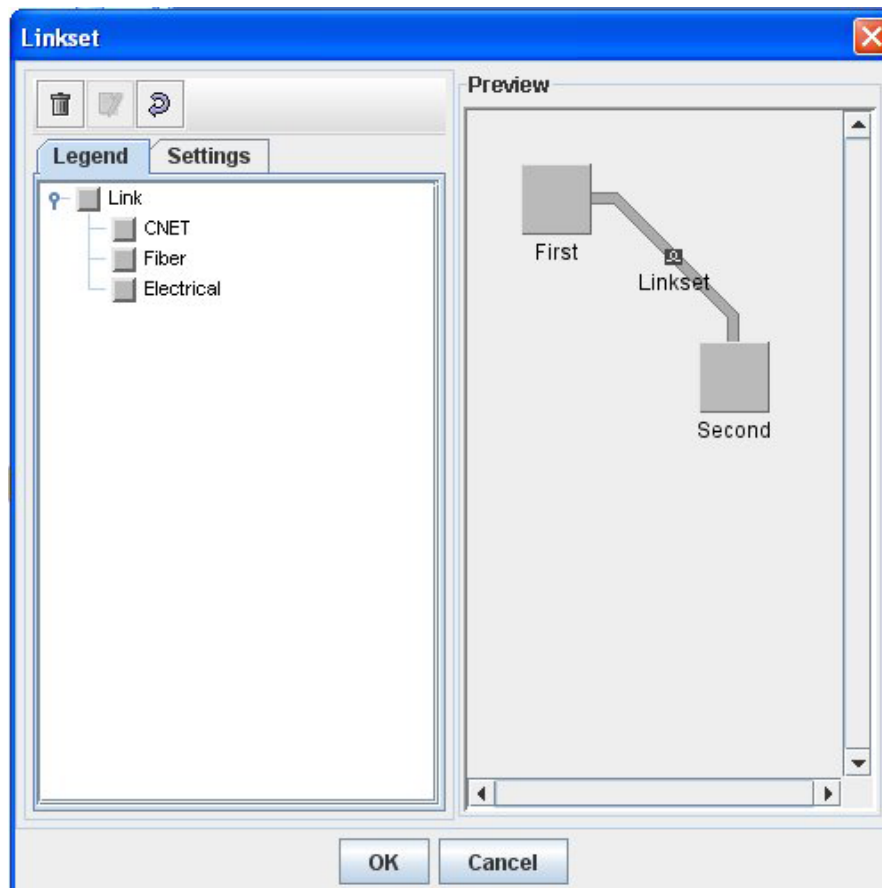 Linkset
Preview
Legend Settings
Link
CNET
Fiber
Electrical
First
Linkset
Second
OK Cancel